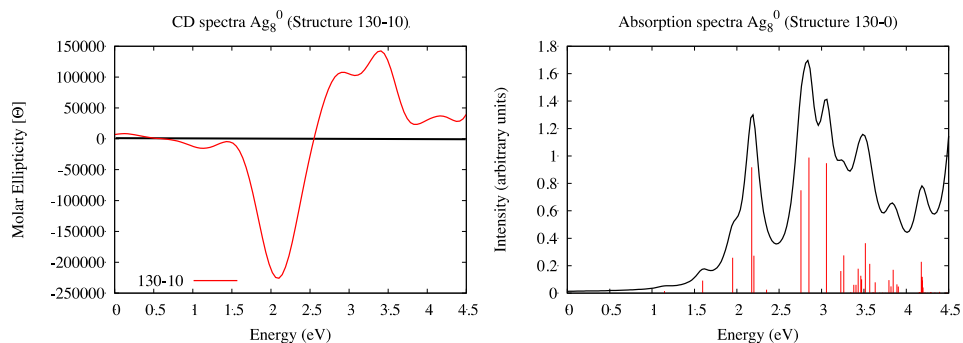 CD spectra Ag8^0 (Structure 130-10)
150000
100000
50000
0
-50000
-100000
-150000
-200000
-250000
Molar Ellipticity [Θ]
130-10
0 0.5 1 1.5 2 2.5 3 3.5 4 4.5
Energy (eV)
Absorption spectra Ag8^0 (Structure 130-0)
1.8
1.6
1.4
1.2
1
0.8
0.6
0.4
0.2
0
Intensity (arbitrary units)
0 0.5 1 1.5 2 2.5 3 3.5 4 4.5
Energy (eV)